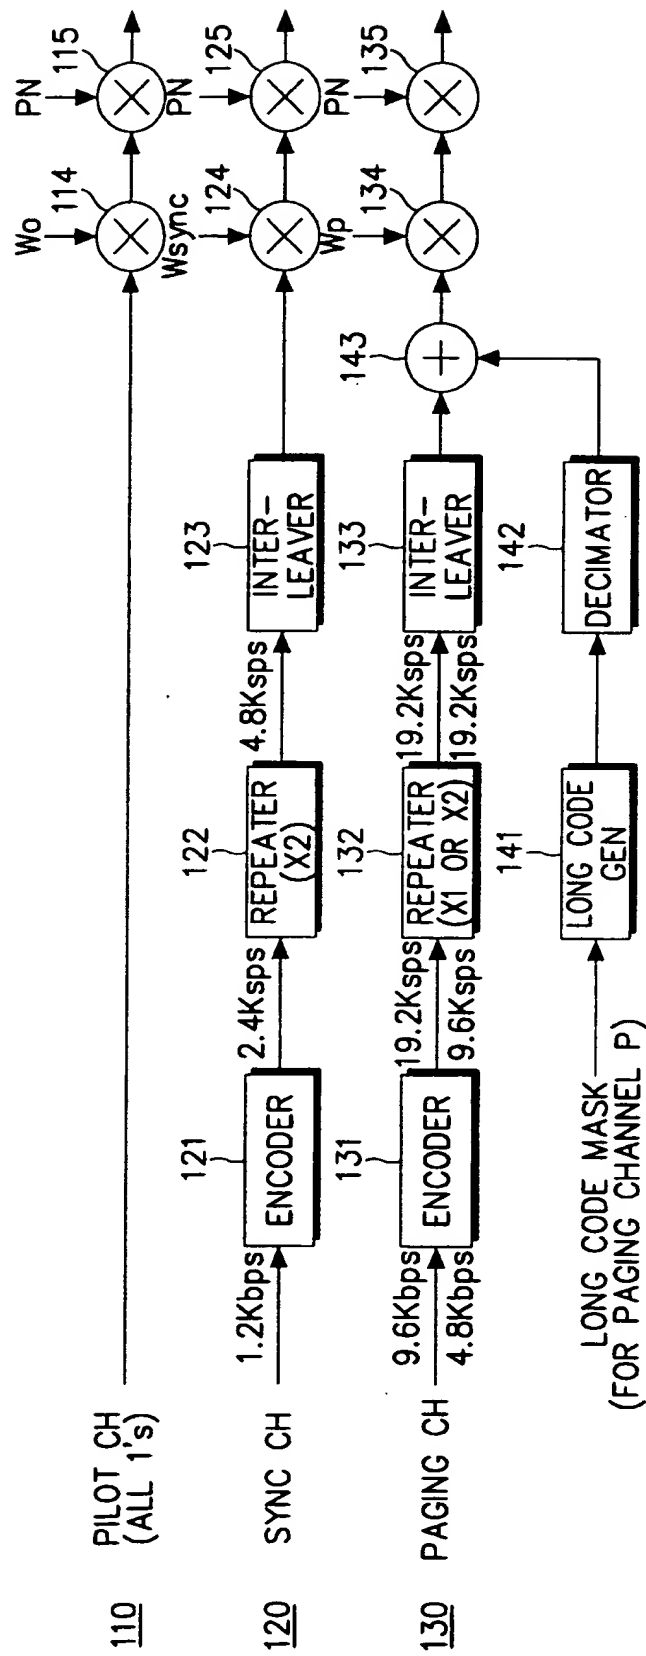 110
PILOT CH
(ALL 1's)
Wo
114
PN
115
120
SYNC CH
1.2Kbps
121
ENCODER
2.4Ksps
122
REPEATER
(X2)
4.8Ksps
123
INTER-
LEAVER
Wsync
124
PN
125
130
PAGING CH
9.6Kbps
4.8Kbps
131
ENCODER
19.2Ksps
9.6Ksps
132
REPEATER
(X1 OR X2)
19.2Ksps
19.2Ksps
133
INTER-
LEAVER
143
Wp
134
PN
135
LONG CODE MASK
(FOR PAGING CHANNEL P)
141
LONG CODE
GEN
142
DECIMATOR